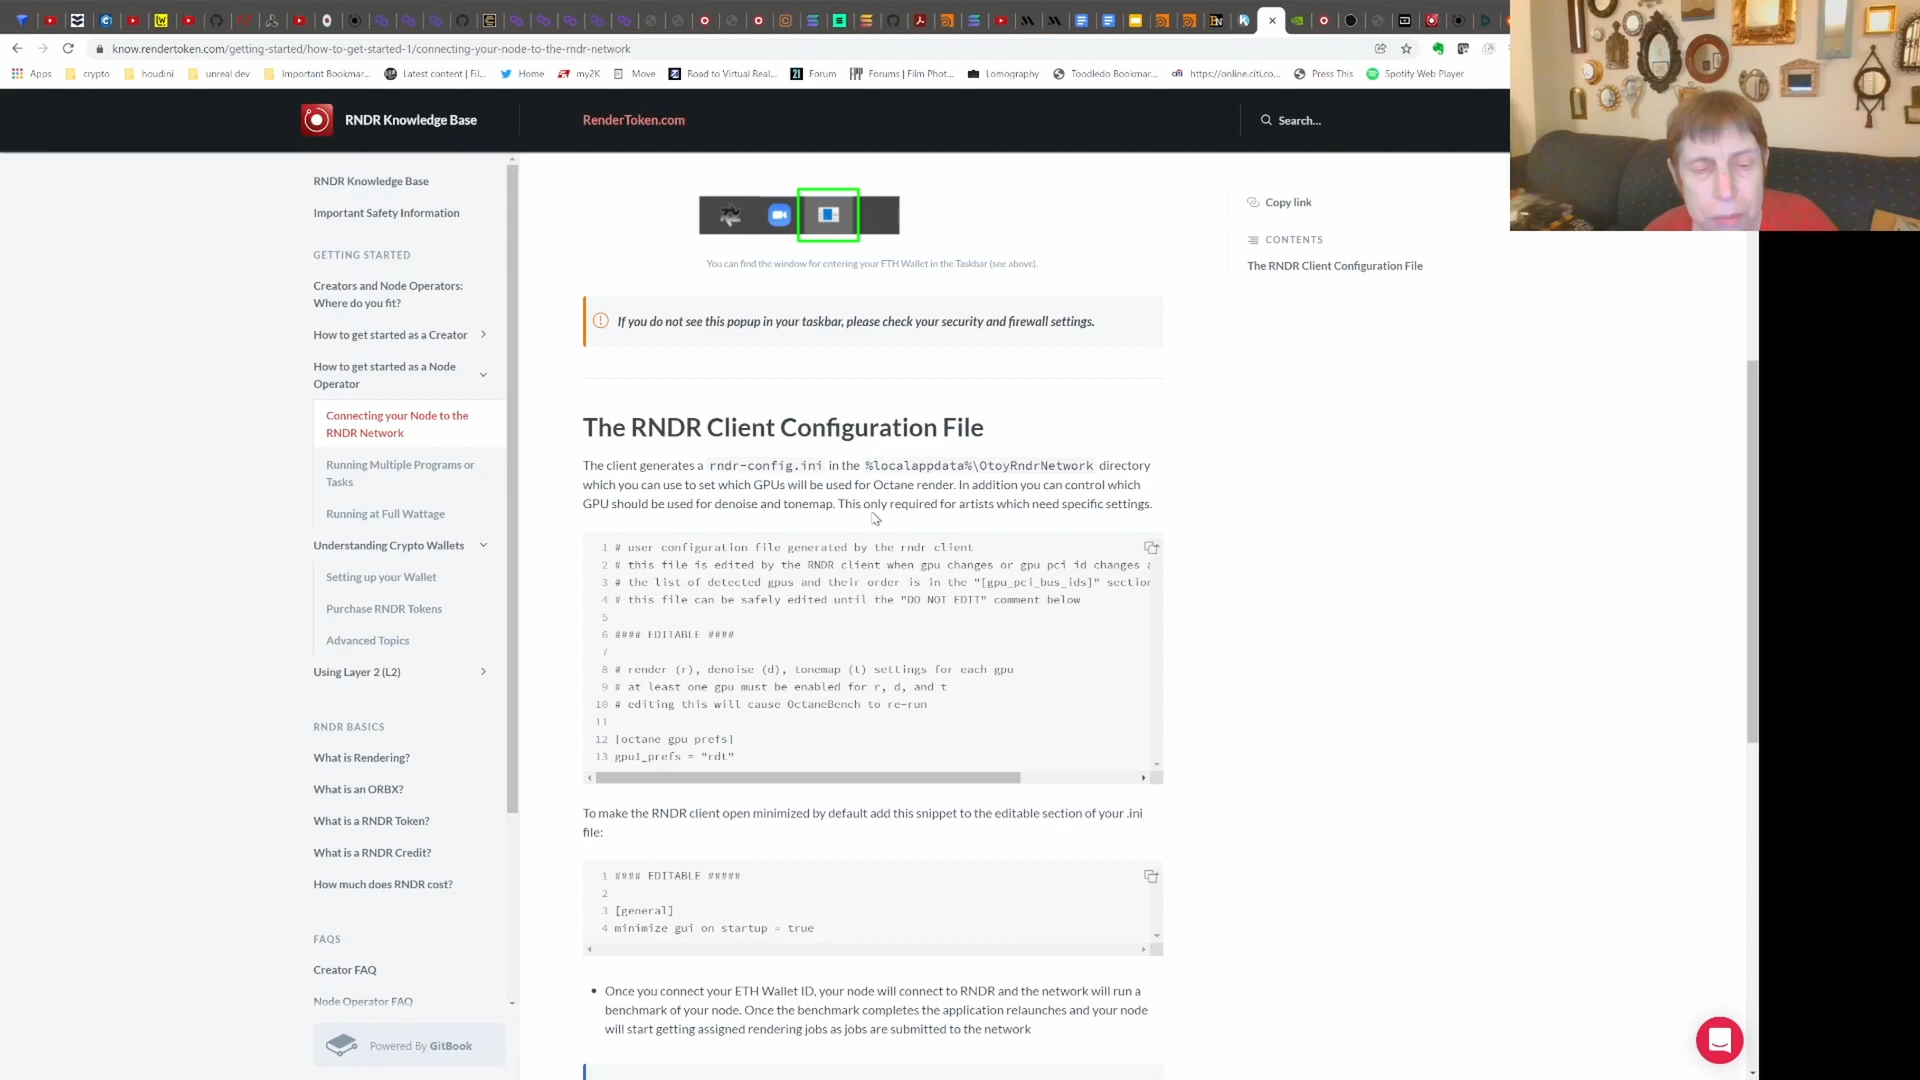 know.rendertoken.com/getting-started/how-to-get-started-1/connecting-your-node-to-the-rndr-network
Apps
crypto
houdini
unreal dev
Important Bookmar...
Latest content | Fil...
Home
my2K
Move
Road to Virtual Real...
Forum
Forums | Film Phot...
Lomography
Toodledo Bookmar...
https://online.citi.co...
Press This
Spotify Web Player
RNDR Knowledge Base
RenderToken.com
Search...
RNDR Knowledge Base
Important Safety Information
GETTING STARTED
Creators and Node Operators:
Where do you fit?
How to get started as a Creator
How to get started as a Node
Operator
Connecting your Node to the
RNDR Network
Running Multiple Programs or
Tasks
Running at Full Wattage
Understanding Crypto Wallets
Setting up your Wallet
Purchase RNDR Tokens
Advanced Topics
Using Layer 2 (L2)
RNDR BASICS
What is Rendering?
What is an ORBX?
What is a RNDR Token?
What is a RNDR Credit?
How much does RNDR cost?
FAQS
Creator FAQ
Node Operator FAQ
Powered By GitBook
You can find the window for entering your ETH Wallet in the Taskbar (see above).
If you do not see this popup in your taskbar, please check your security and firewall settings.
The RNDR Client Configuration File
The client generates a rndr-config.ini in the %localappdata%\OtoyRndrNetwork directory
which you can use to set which GPUs will be used for Octane render. In addition you can control which
GPU should be used for denoise and tonemap. This only required for artists which need specific settings.
1 # user configuration file generated by the rndr client
2 # this file is edited by the RNDR client when gpu changes or gpu pci id changes a
3 # the list of detected gpus and their order is in the "[gpu_pci_bus_ids]" section
4 # this file can be safely edited until the "DO NOT EDIT" comment below
5
6 #### EDITABLE ####
7
8 # render (r), denoise (d), tonemap (t) settings for each gpu
9 # at least one gpu must be enabled for r, d, and t
10 # editing this will cause OctaneBench to re-run
11
12 [octane gpu prefs]
13 gpu1_prefs = "rdt"
To make the RNDR client open minimized by default add this snippet to the editable section of your .ini
file:
1 #### EDITABLE #####
2
3 [general]
4 minimize gui on startup = true
• Once you connect your ETH Wallet ID, your node will connect to RNDR and the network will run a
benchmark of your node. Once the benchmark completes the application relaunches and your node
will start getting assigned rendering jobs as jobs are submitted to the network
Copy link
CONTENTS
The RNDR Client Configuration File